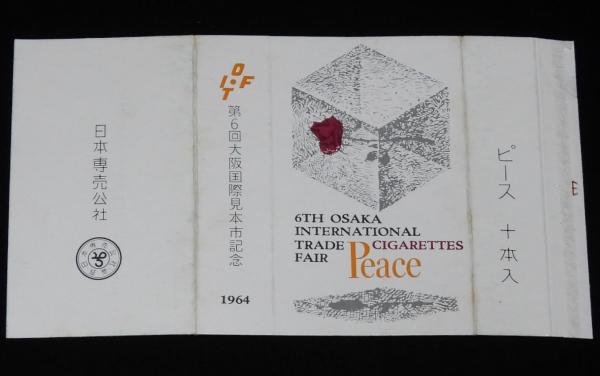 日本専売公社
O
I・F
T
第6回大阪国際見本市記念
1964
6TH OSAKA
INTERNATIONAL
TRADE CIGARETTES
FAIR Peace
ピース 十本入